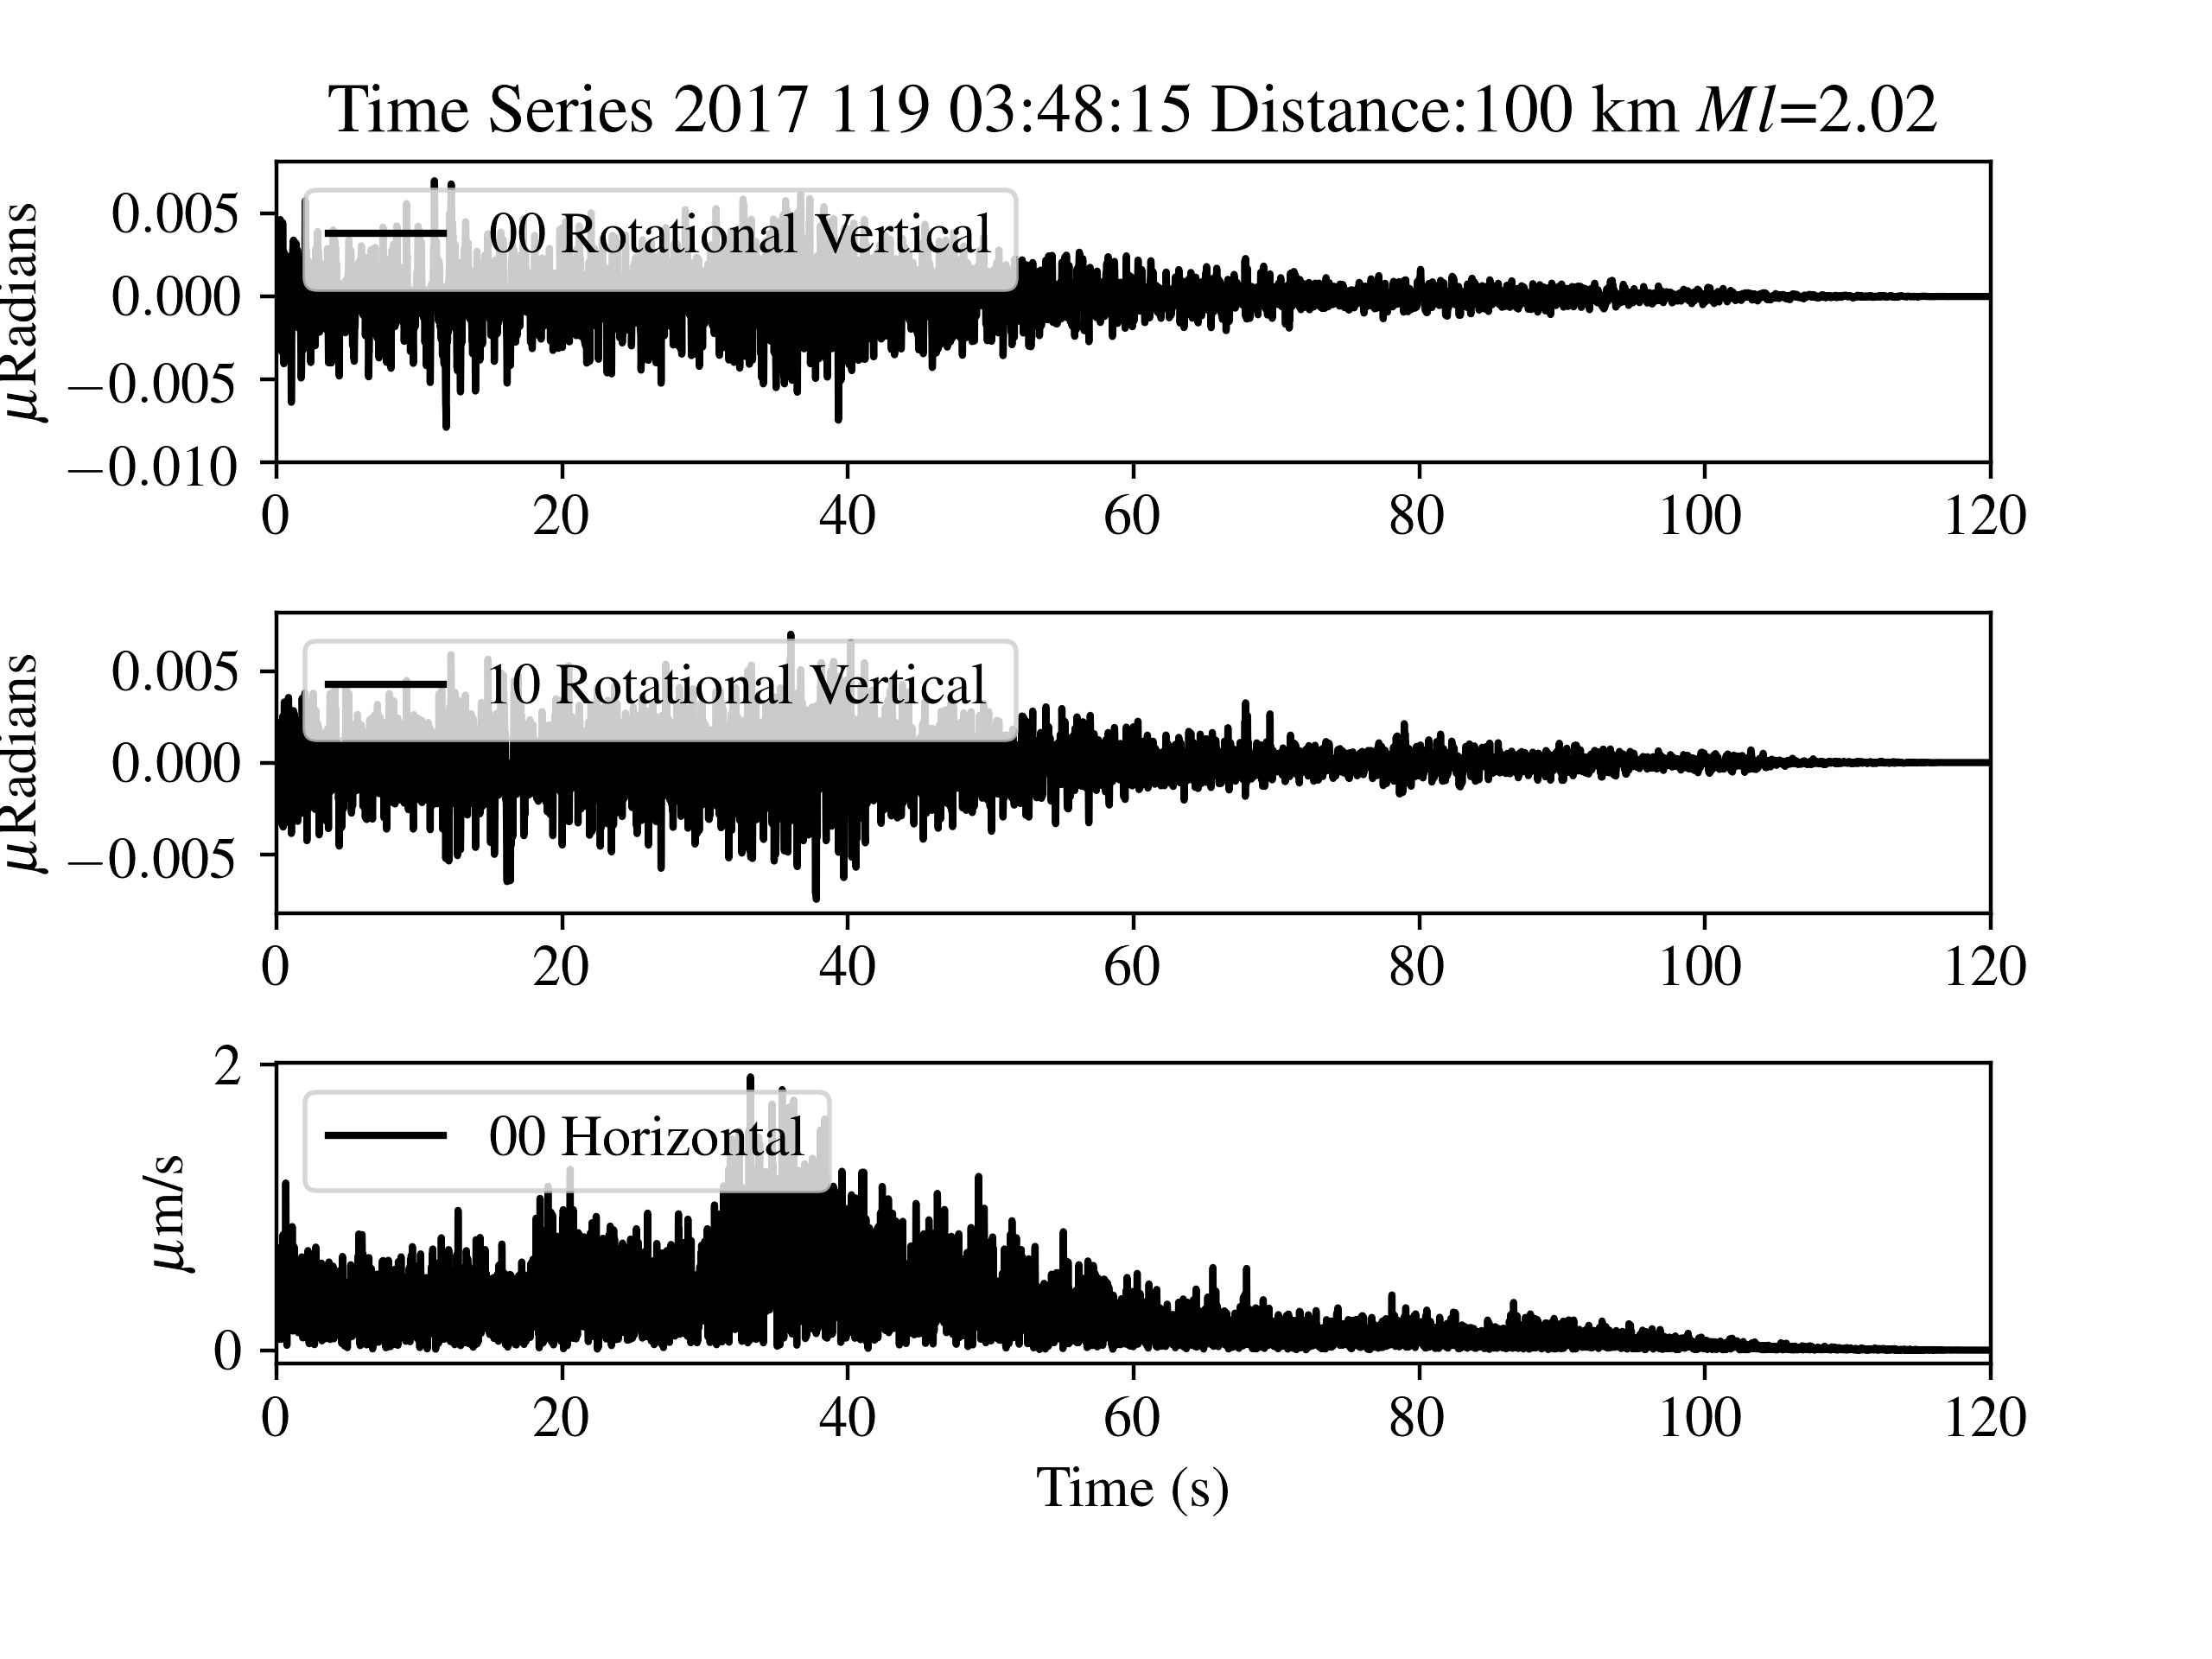 Time Series 2017 119 03:48:15 Distance:100 km Ml=2.02
0.005
0.000
−0.005
−0.010
μRadians
00 Rotational Vertical
0 20 40 60 80 100 120
0.005
0.000
−0.005
μRadians
10 Rotational Vertical
0 20 40 60 80 100 120
2
0
μm/s
00 Horizontal
0 20 40 60 80 100 120
Time (s)